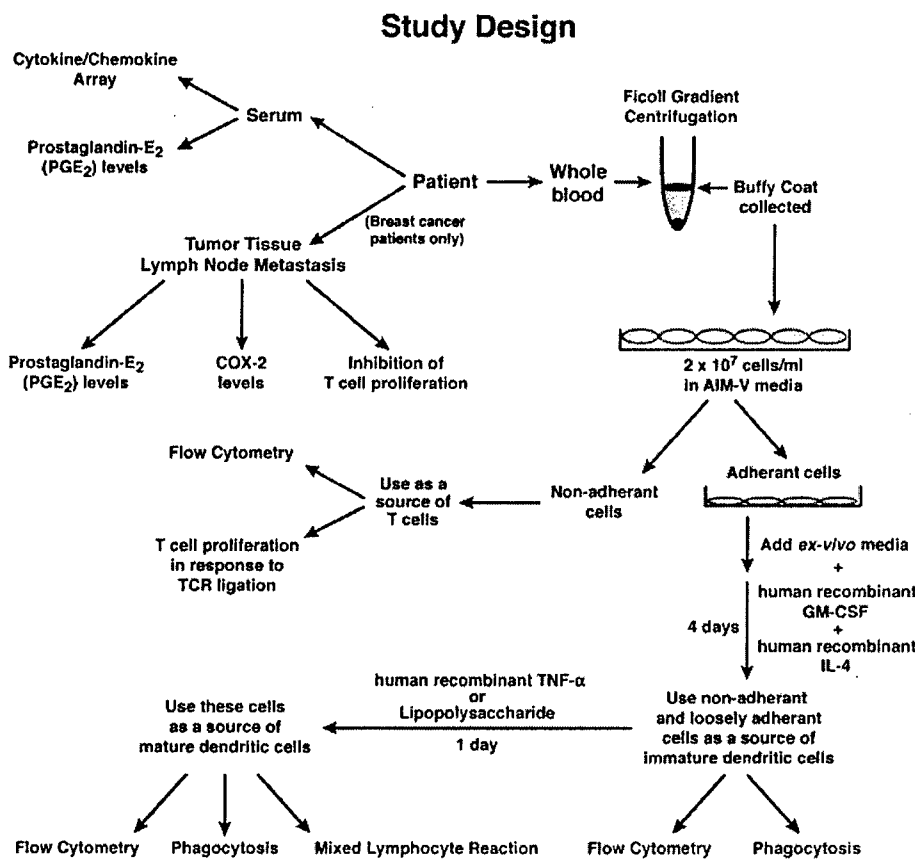 Study Design
Cytokine/Chemokine
Array
Serum
Prostaglandin-E2
(PGE2) levels
Patient
Whole
blood
Ficoll Gradient
Centrifugation
Buffy Coat
collected
(Breast cancer
patients only)
Tumor Tissue
Lymph Node Metastasis
Prostaglandin-E2
(PGE2) levels
COX-2
levels
Inhibition of
T cell proliferation
2 x 10⁷ cells/ml
in AIM-V media
Flow Cytometry
Use as a
source of
T cells
Non-adherant
cells
Adherant cells
T cell proliferation
in response to
TCR ligation
Add ex-vivo media
+
human recombinant
GM-CSF
+
human recombinant
IL-4
4 days
human recombinant TNF-α
or
Lipopolysaccharide
1 day
Use these cells
as a source of
mature dendritic cells
Use non-adherant
and loosely adherant
cells as a source of
immature dendritic cells
Flow Cytometry
Phagocytosis
Mixed Lymphocyte Reaction
Flow Cytometry
Phagocytosis